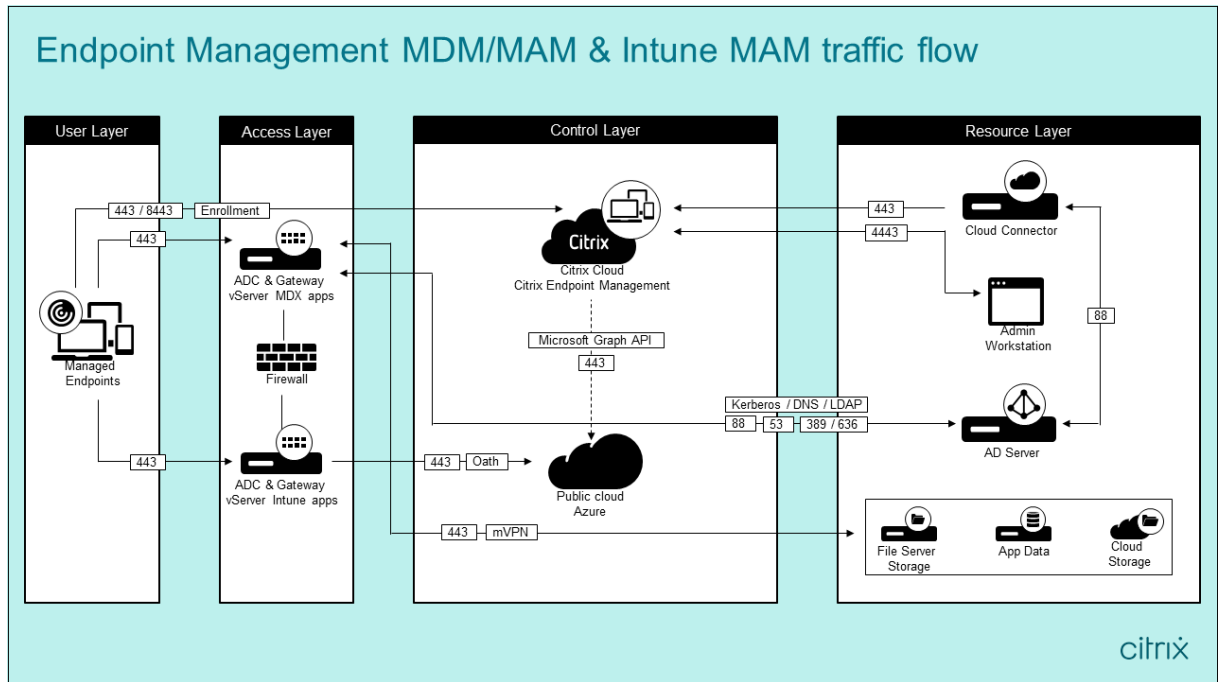 Endpoint Management MDM/MAM & Intune MAM traffic flow
User Layer
Access Layer
Control Layer
Resource Layer
443 / 8443
Enrollment
443
Managed
Endpoints
443
ADC & Gateway
vServer MDX apps
Firewall
ADC & Gateway
vServer Intune apps
Citrix
Citrix Cloud
Citrix Endpoint Management
Microsoft Graph API
443
443
Oath
Public cloud
Azure
443
mVPN
443
4443
Kerberos / DNS / LDAP
88
53
389 / 636
Cloud Connector
Admin
Workstation
88
AD Server
File Server
Storage
App Data
Cloud
Storage
citrix